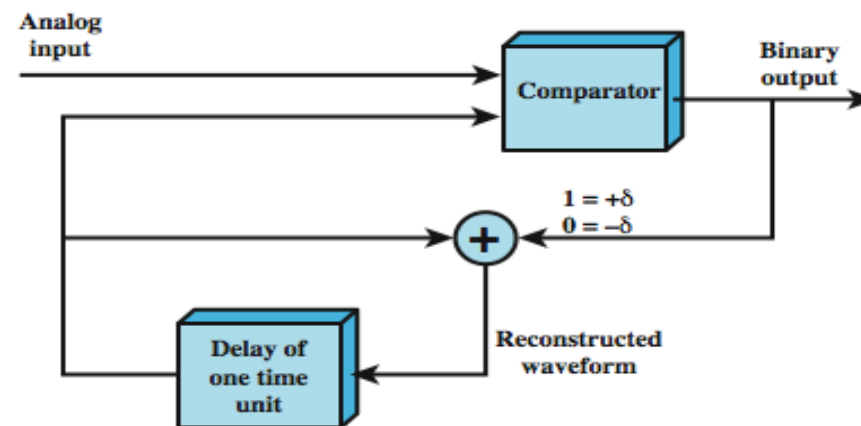 Analog
input
Comparator
Binary
output
1 = +δ
0 = –δ
+
Delay of
one time
unit
Reconstructed
waveform